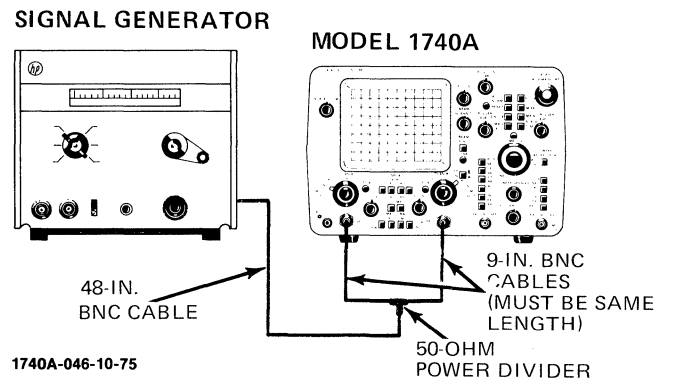 SIGNAL GENERATOR
MODEL 1740A
hp
9-IN. BNC
CABLES
(MUST BE SAME
LENGTH)
48-IN.
BNC CABLE
50-OHM
POWER DIVIDER
1740A-046-10-75